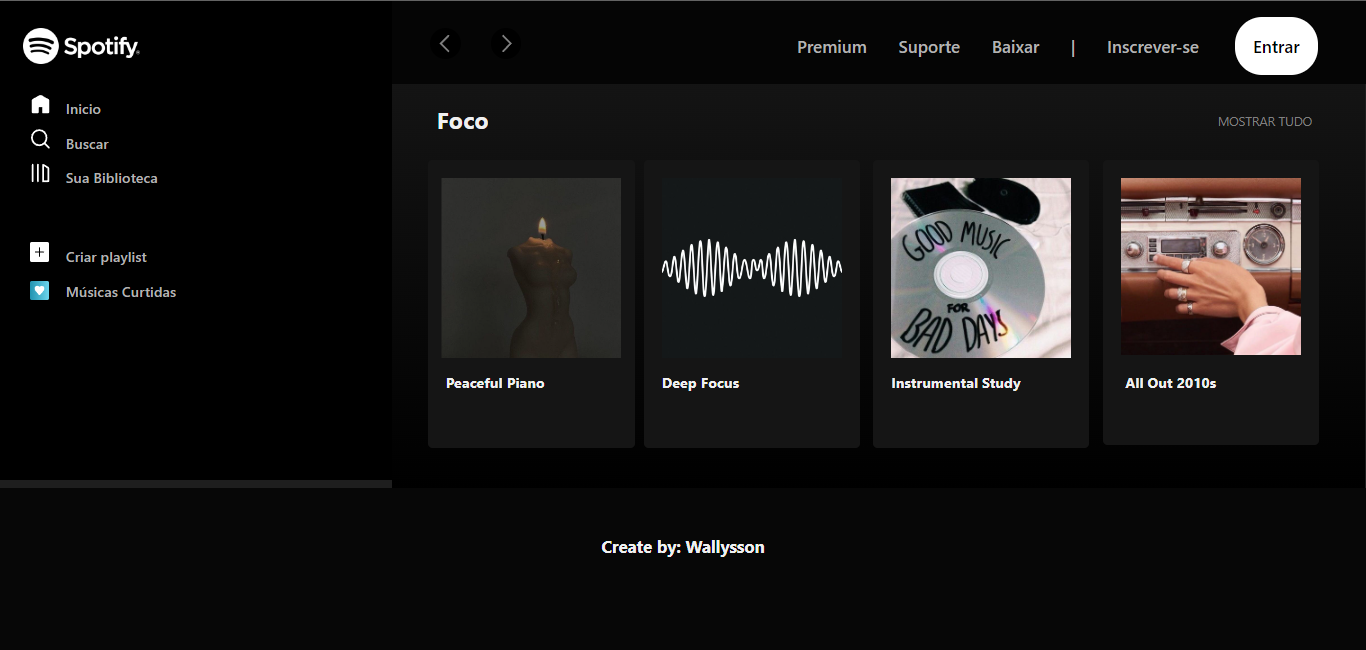 Spotify
Premium
Suporte
Baixar
|
Inscrever-se
Entrar
Inicio
Buscar
Sua Biblioteca
Criar playlist
Músicas Curtidas
Foco
MOSTRAR TUDO
GOOD MUSIC
FOR
BAD DAYS
Peaceful Piano
Deep Focus
Instrumental Study
All Out 2010s
Create by: Wallysson